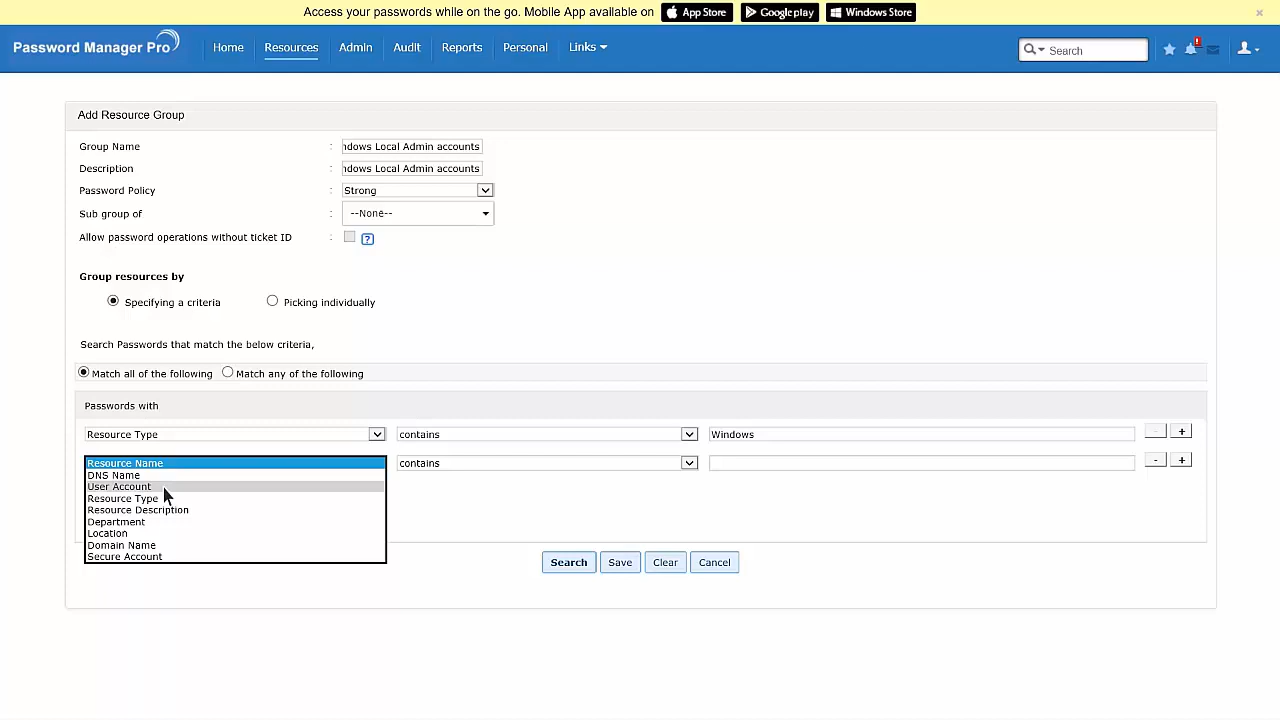 Access your passwords while on the go. Mobile App available on App Store Google play Windows Store ×
Password Manager Pro Home Resources Admin Audit Reports Personal Links Search
Add Resource Group
Group Name : ndows Local Admin accounts
Description : ndows Local Admin accounts
Password Policy : Strong
Sub group of : --None--
Allow password operations without ticket ID : ?
Group resources by
Specifying a criteria Picking individually
Search Passwords that match the below criteria,
Match all of the following Match any of the following
Passwords with
Resource Type contains Windows - +
Resource Name contains - +
DNS Name
User Account
Resource Type
Resource Description
Department
Location
Domain Name
Secure Account
Search Save Clear Cancel